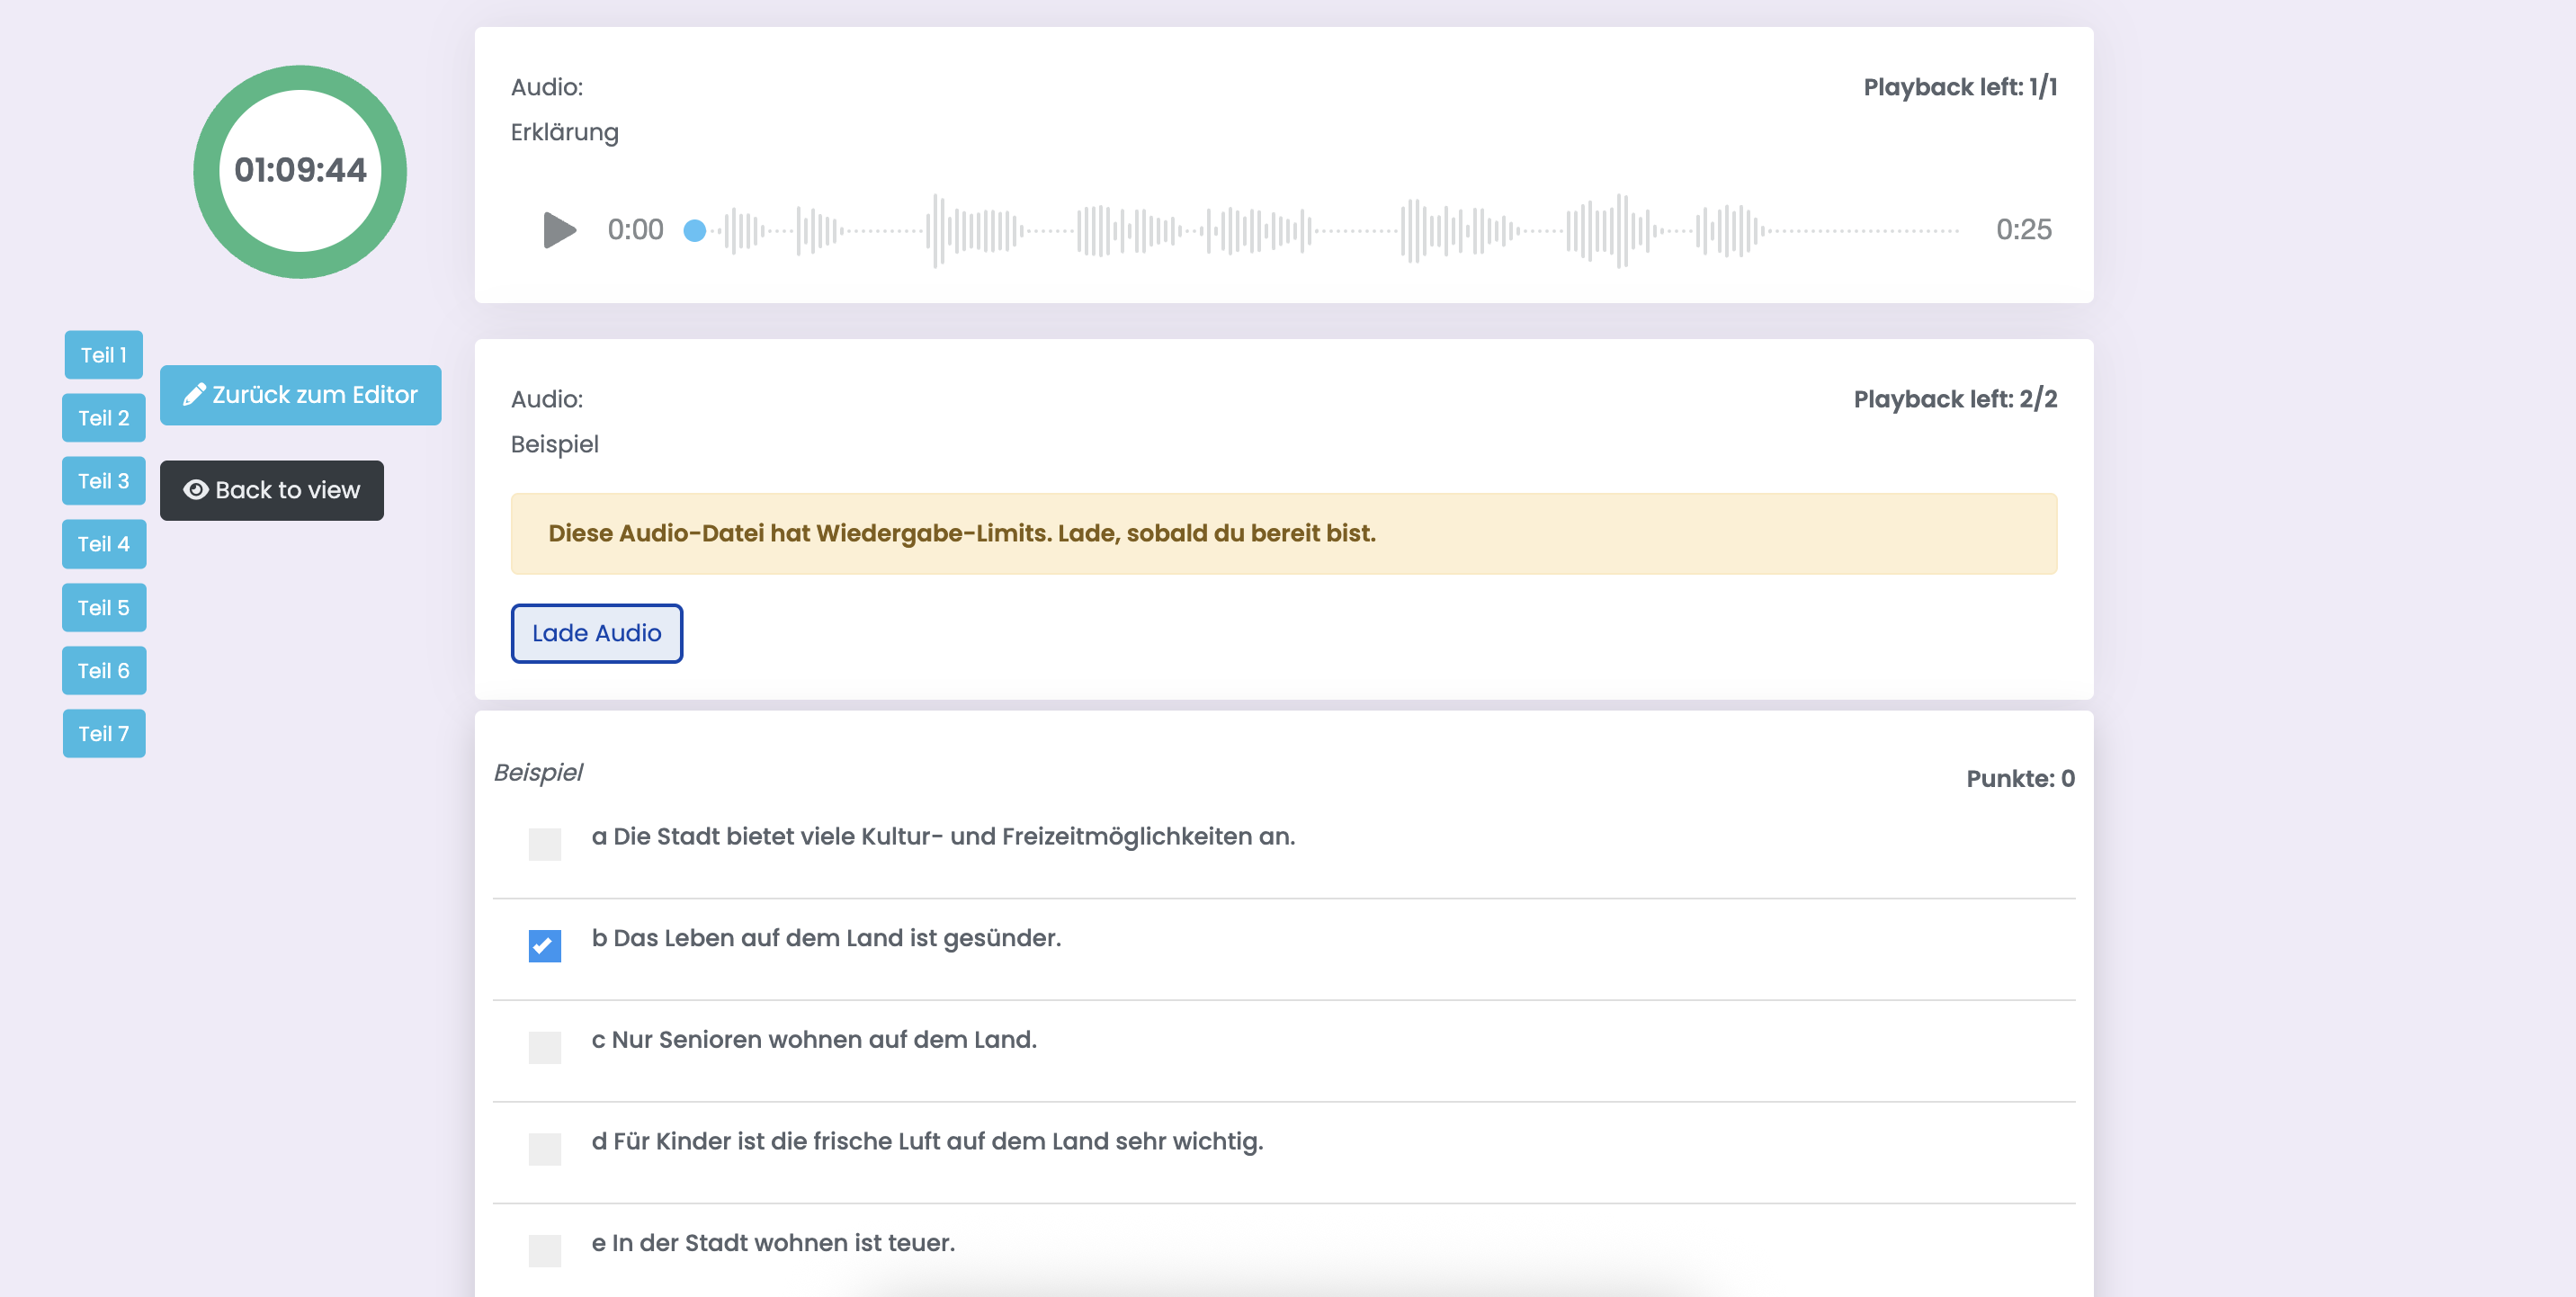 01:09:44
Teil 1
Teil 2
Teil 3
Teil 4
Teil 5
Teil 6
Teil 7
Zurück zum Editor
Back to view
Audio:
Playback left: 1/1
Erklärung
0:00
0:25
Audio:
Playback left: 2/2
Beispiel
Diese Audio-Datei hat Wiedergabe-Limits. Lade, sobald du bereit bist.
Lade Audio
Beispiel
Punkte: 0
a Die Stadt bietet viele Kultur- und Freizeitmöglichkeiten an.
b Das Leben auf dem Land ist gesünder.
c Nur Senioren wohnen auf dem Land.
d Für Kinder ist die frische Luft auf dem Land sehr wichtig.
e In der Stadt wohnen ist teuer.